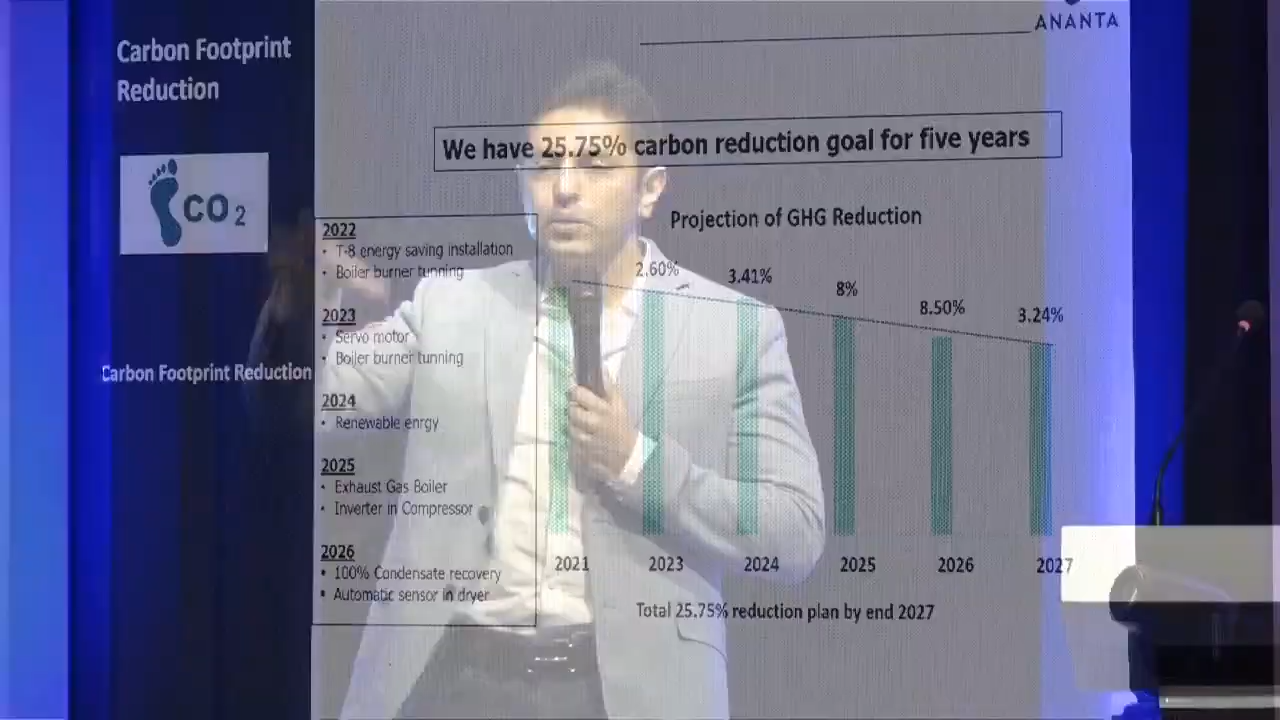 ANANTA
Carbon Footprint
Reduction
We have 25.75% carbon reduction goal for five years
CO2
Carbon Footprint Reduction
2022
• T-8 energy saving installation
• Boiler burner tunning
2023
• Servo motor
• Boiler burner tunning
2024
• Renewable enrgy
2025
• Exhaust Gas Boiler
• Inverter in Compressor
2026
• 100% Condensate recovery
• Automatic sensor in dryer
Projection of GHG Reduction
2.60%
3.41%
8%
8.50%
3.24%
2021 2023 2024 2025 2026 2027
Total 25.75% reduction plan by end 2027